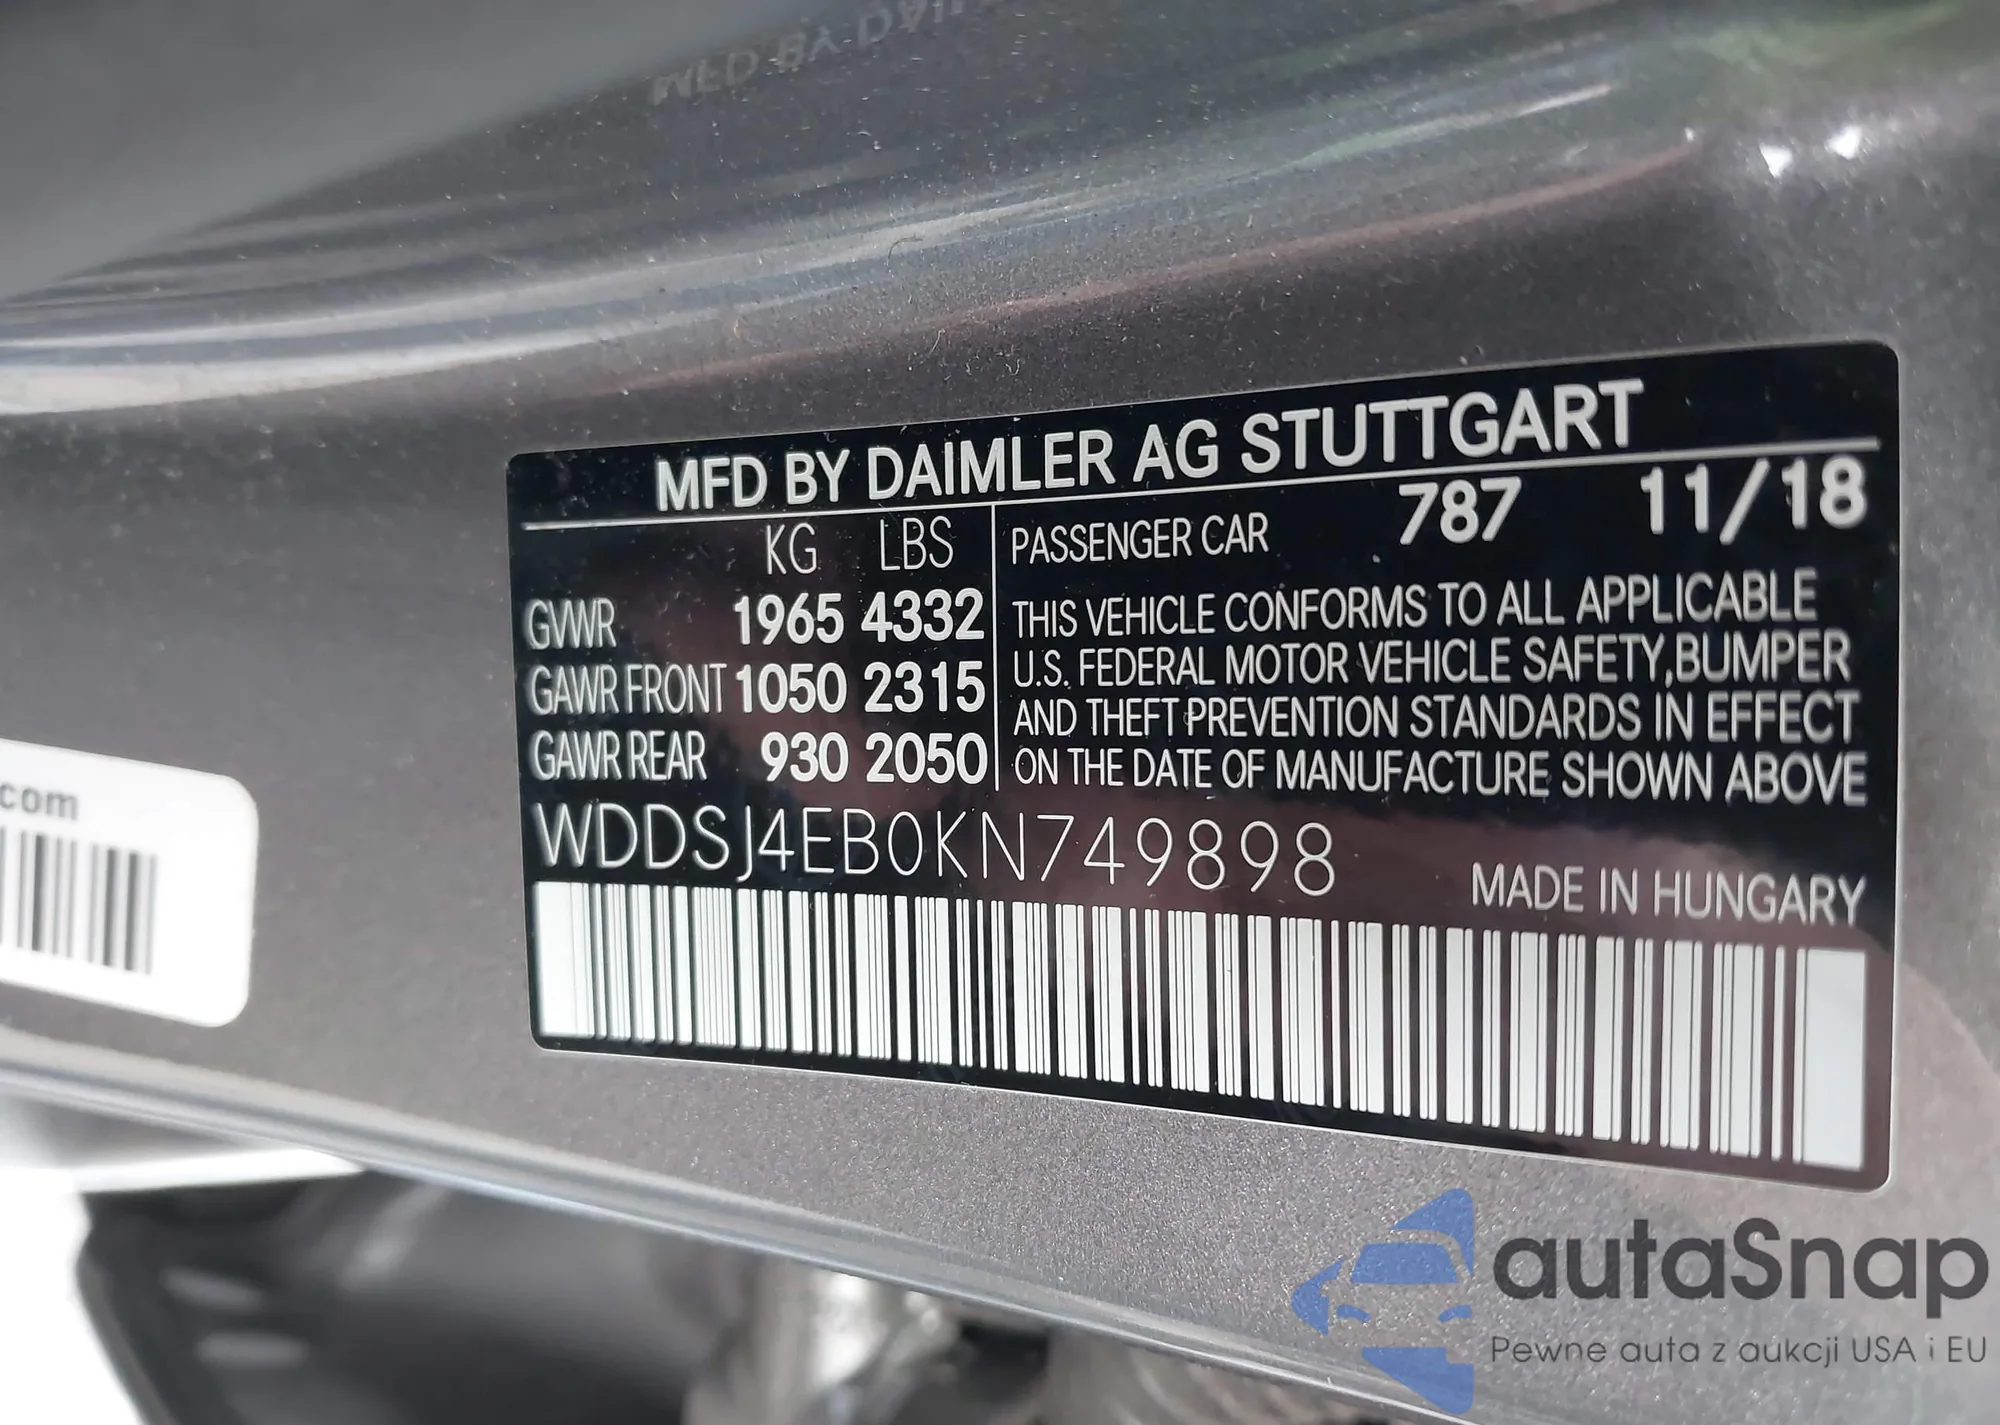 MFD BY DAIMLER AG STUTTGART
KG LBS
PASSENGER CAR 787 11/18
GVWR 1965 4332
GAWR FRONT 1050 2315
GAWR REAR 930 2050
THIS VEHICLE CONFORMS TO ALL APPLICABLE
U.S. FEDERAL MOTOR VEHICLE SAFETY, BUMPER
AND THEFT PREVENTION STANDARDS IN EFFECT
ON THE DATE OF MANUFACTURE SHOWN ABOVE
WDDSJ4EB0KN749898
MADE IN HUNGARY
.com
autaSnap
Pewne auta z aukcji USA i EU